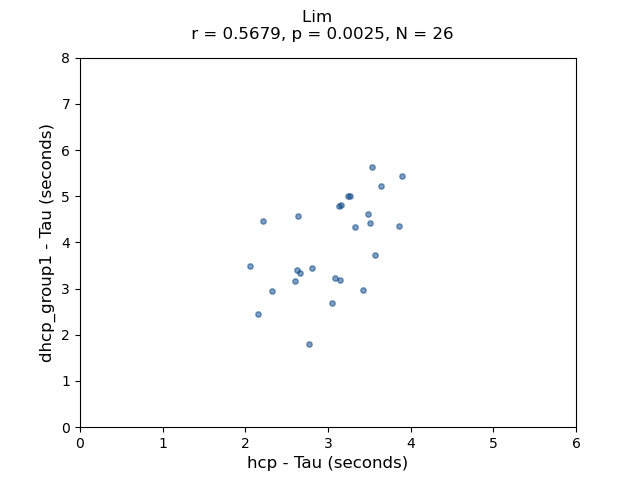 Lim
r = 0.5679, p = 0.0025, N = 26
8
7
6
5
4
3
2
1
0
dhcp_group1 - Tau (seconds)
0 1 2 3 4 5 6
hcp - Tau (seconds)